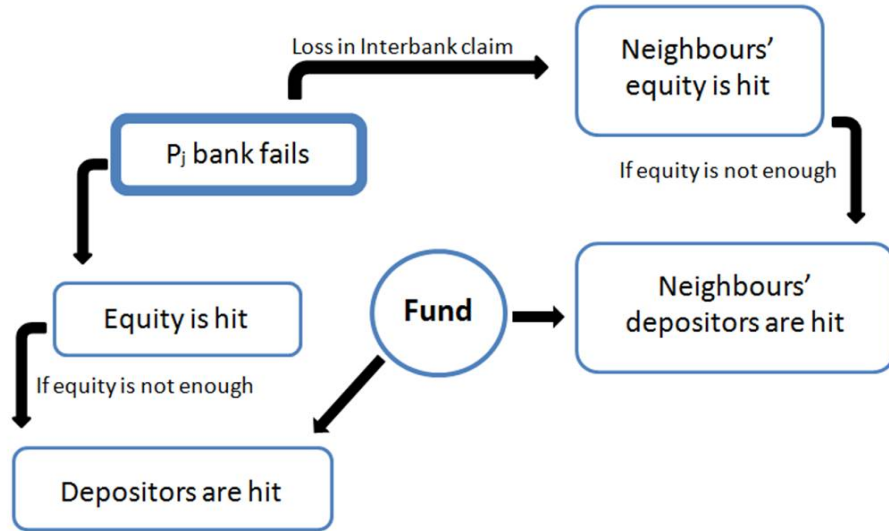 Loss in Interbank claim
Neighbours’
equity is hit
Pj bank fails
If equity is not enough
Equity is hit
Fund
Neighbours’
depositors are hit
If equity is not enough
Depositors are hit